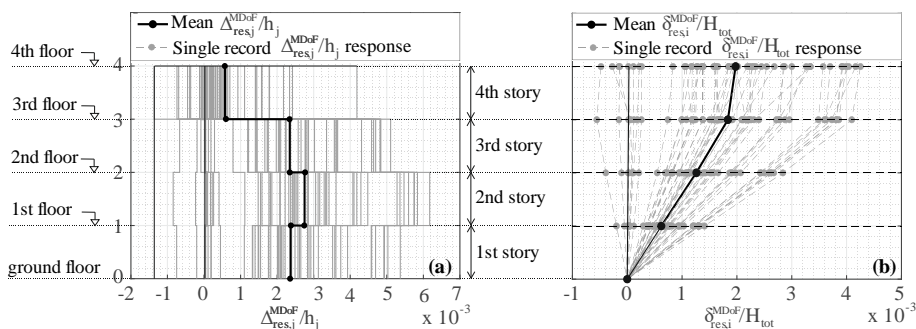 Mean Δ^MDoF_res,j/h_j
Single record Δ^MDoF_res,j/h_j response
4th floor
3rd floor
2nd floor
1st floor
ground floor
4
3
2
1
0
(a)
-2 0 1 2 3 4 5 6 7
Δ^MDoF_res,j/h_j
x 10^-3
4th story
3rd story
2nd story
1st story
Mean δ^MDoF_res,i/H_tot
Single record δ^MDoF_res,i/H_tot response
(b)
-1 0 1 2 3 4 5
δ^MDoF_res,i/H_tot
x 10^-3